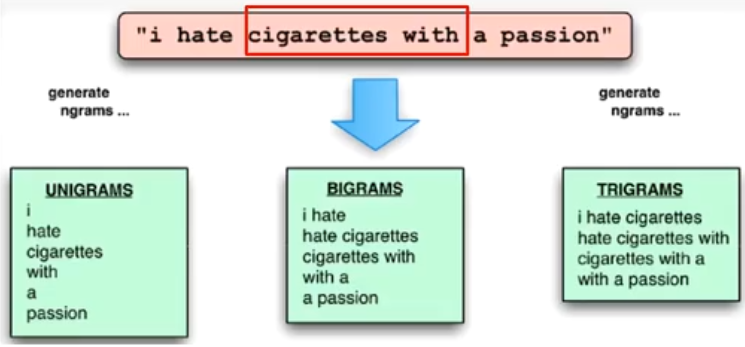 "i hate cigarettes with a passion"
generate
ngrams ...
generate
ngrams ...
UNIGRAMS
i
hate
cigarettes
with
a
passion
BIGRAMS
i hate
hate cigarettes
cigarettes with
with a
a passion
TRIGRAMS
i hate cigarettes
hate cigarettes with
cigarettes with a
with a passion